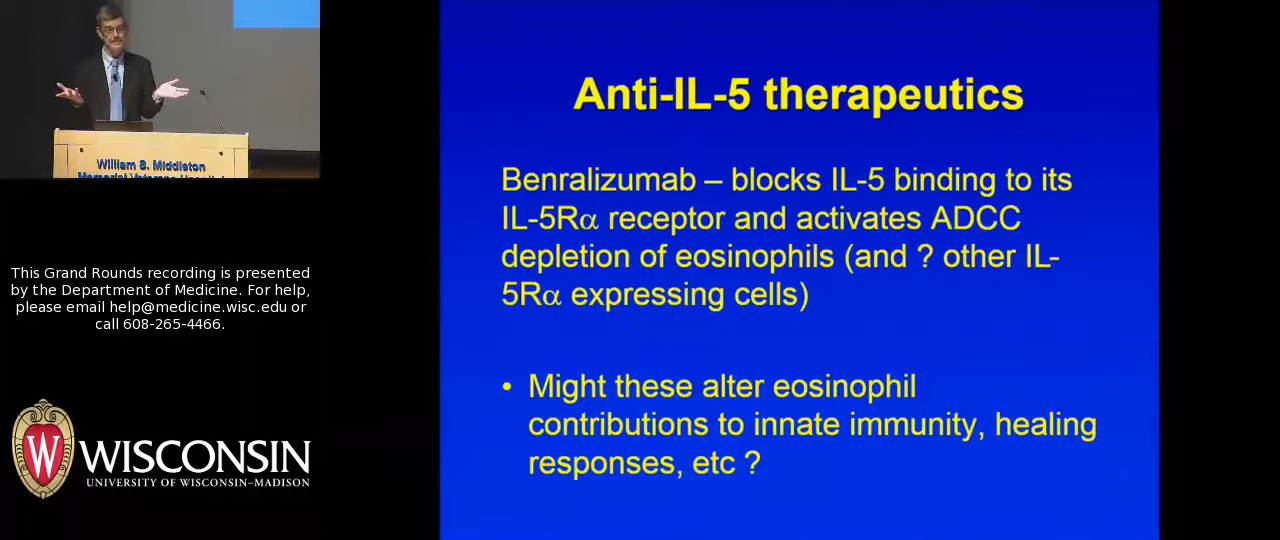 William S. Middleton
Memorial Veterans Hospital
This Grand Rounds recording is presented
by the Department of Medicine. For help,
please email help@medicine.wisc.edu or
call 608-265-4466.
W
WISCONSIN
UNIVERSITY OF WISCONSIN–MADISON
Anti-IL-5 therapeutics
Benralizumab – blocks IL-5 binding to its
IL-5Rα receptor and activates ADCC
depletion of eosinophils (and ? other IL-
5Rα expressing cells)
• Might these alter eosinophil
contributions to innate immunity, healing
responses, etc ?